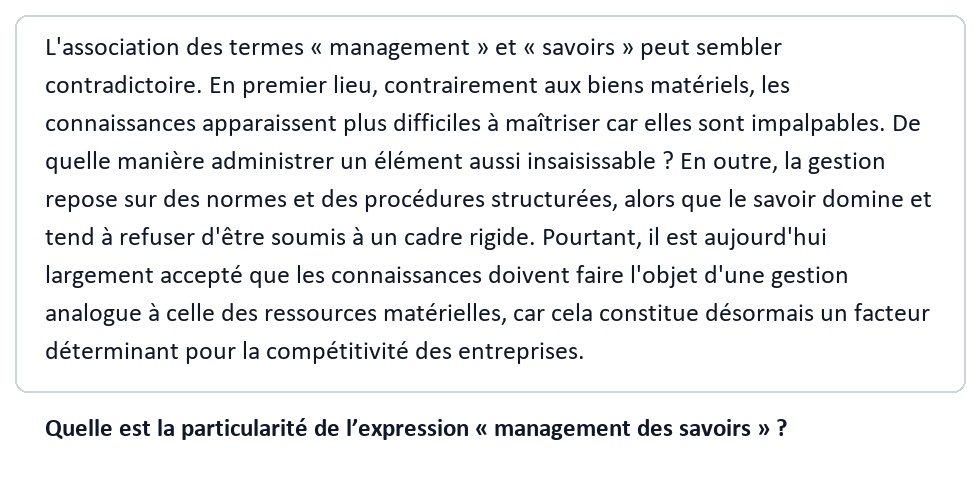 L'association des termes « management » et « savoirs » peut sembler
contradictoire. En premier lieu, contrairement aux biens matériels, les
connaissances apparaissent plus difficiles à maîtriser car elles sont impalpables. De
quelle manière administrer un élément aussi insaisissable ? En outre, la gestion
repose sur des normes et des procédures structurées, alors que le savoir domine et
tend à refuser d'être soumis à un cadre rigide. Pourtant, il est aujourd'hui
largement accepté que les connaissances doivent faire l'objet d'une gestion
analogue à celle des ressources matérielles, car cela constitue désormais un facteur
déterminant pour la compétitivité des entreprises.
Quelle est la particularité de l’expression « management des savoirs » ?